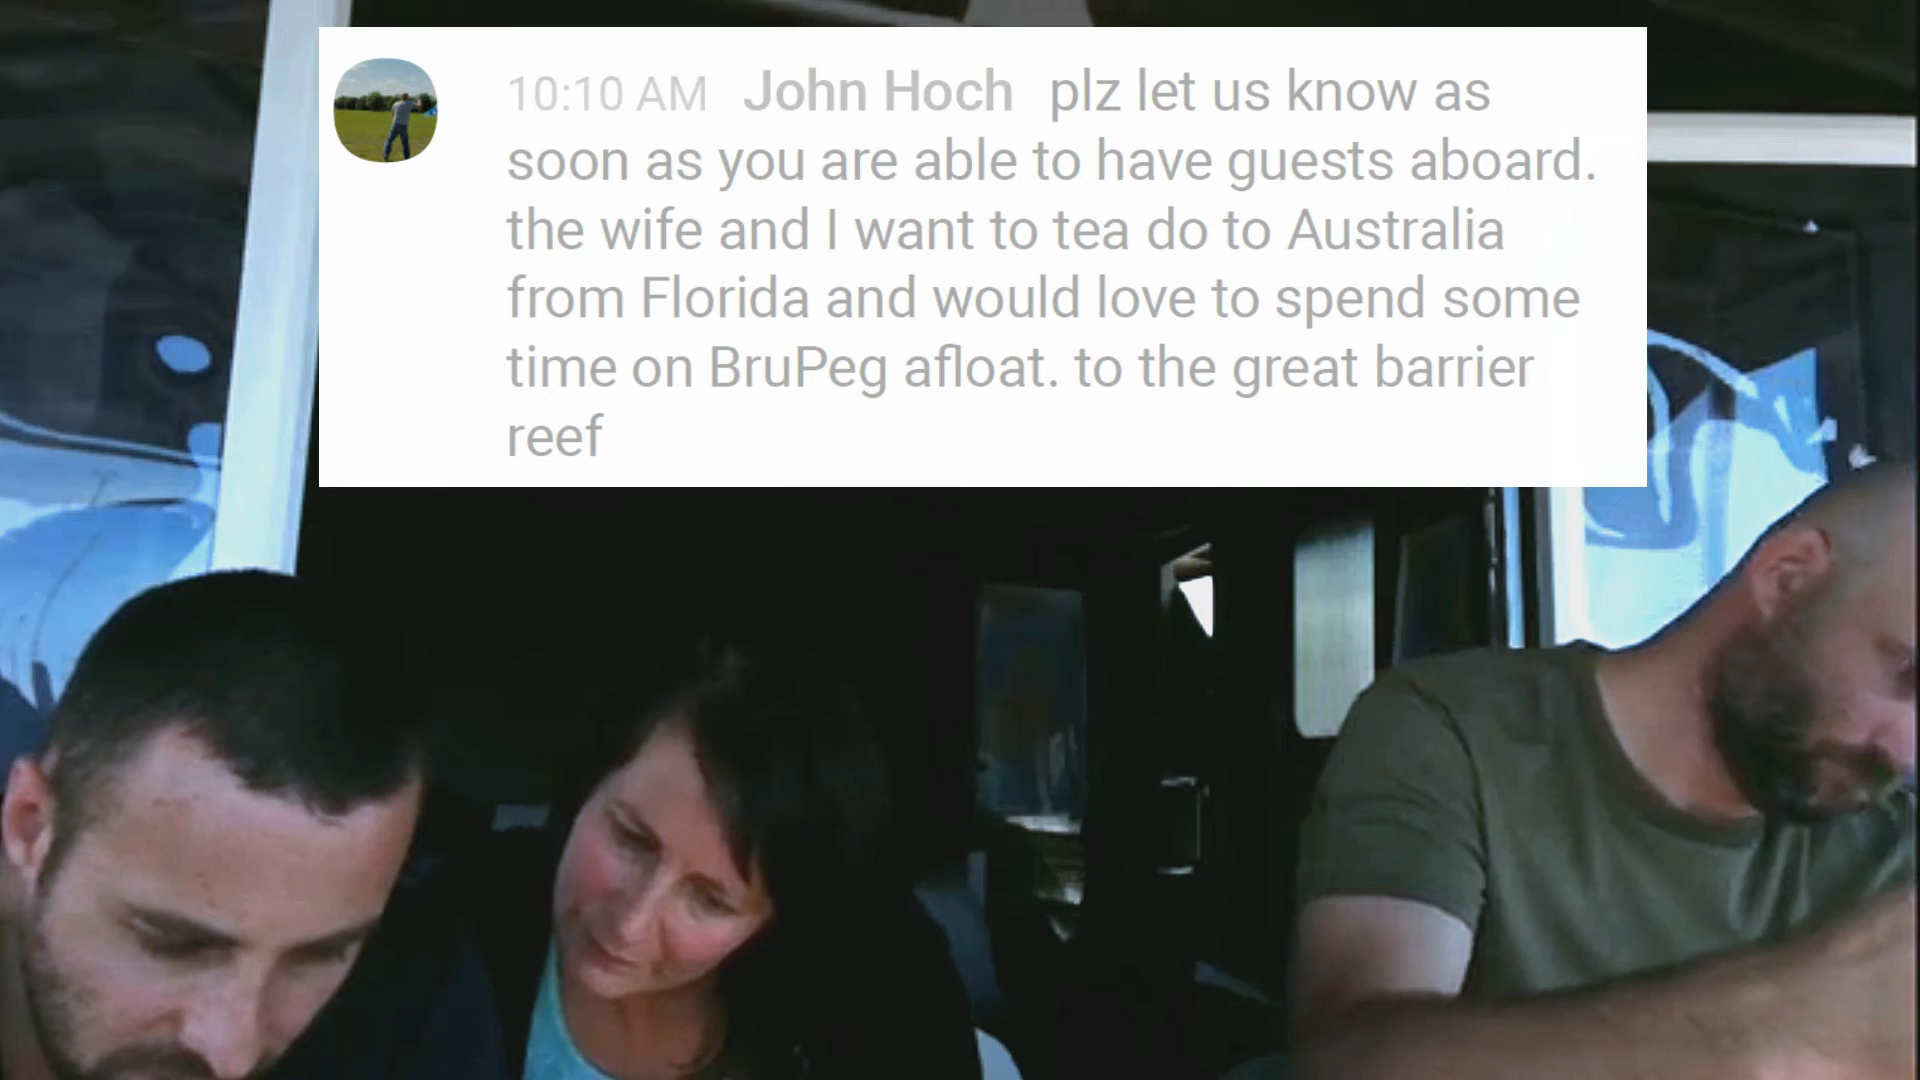 10:10 AM John Hoch plz let us know as
soon as you are able to have guests aboard.
the wife and I want to tea do to Australia
from Florida and would love to spend some
time on BruPeg afloat. to the great barrier
reef